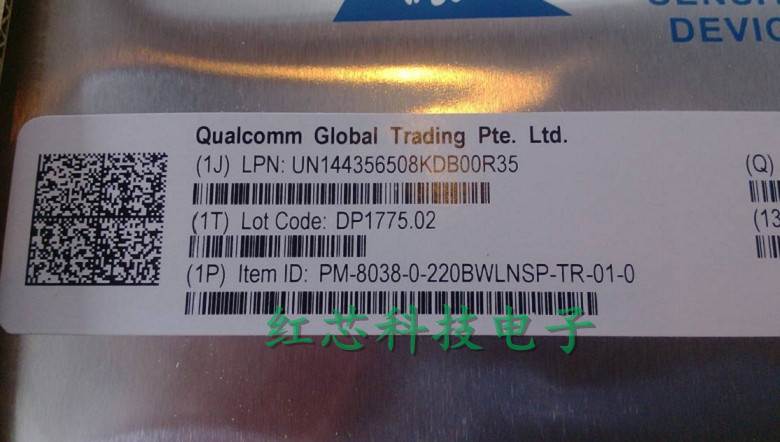 DEVIC
Qualcomm Global Trading Pte. Ltd.
(1J) LPN: UN144356508KDB00R35
(Q)
(1T) Lot Code: DP1775.02
(13
(1P) Item ID: PM-8038-0-220BWLNSP-TR-01-0
红芯科技电子